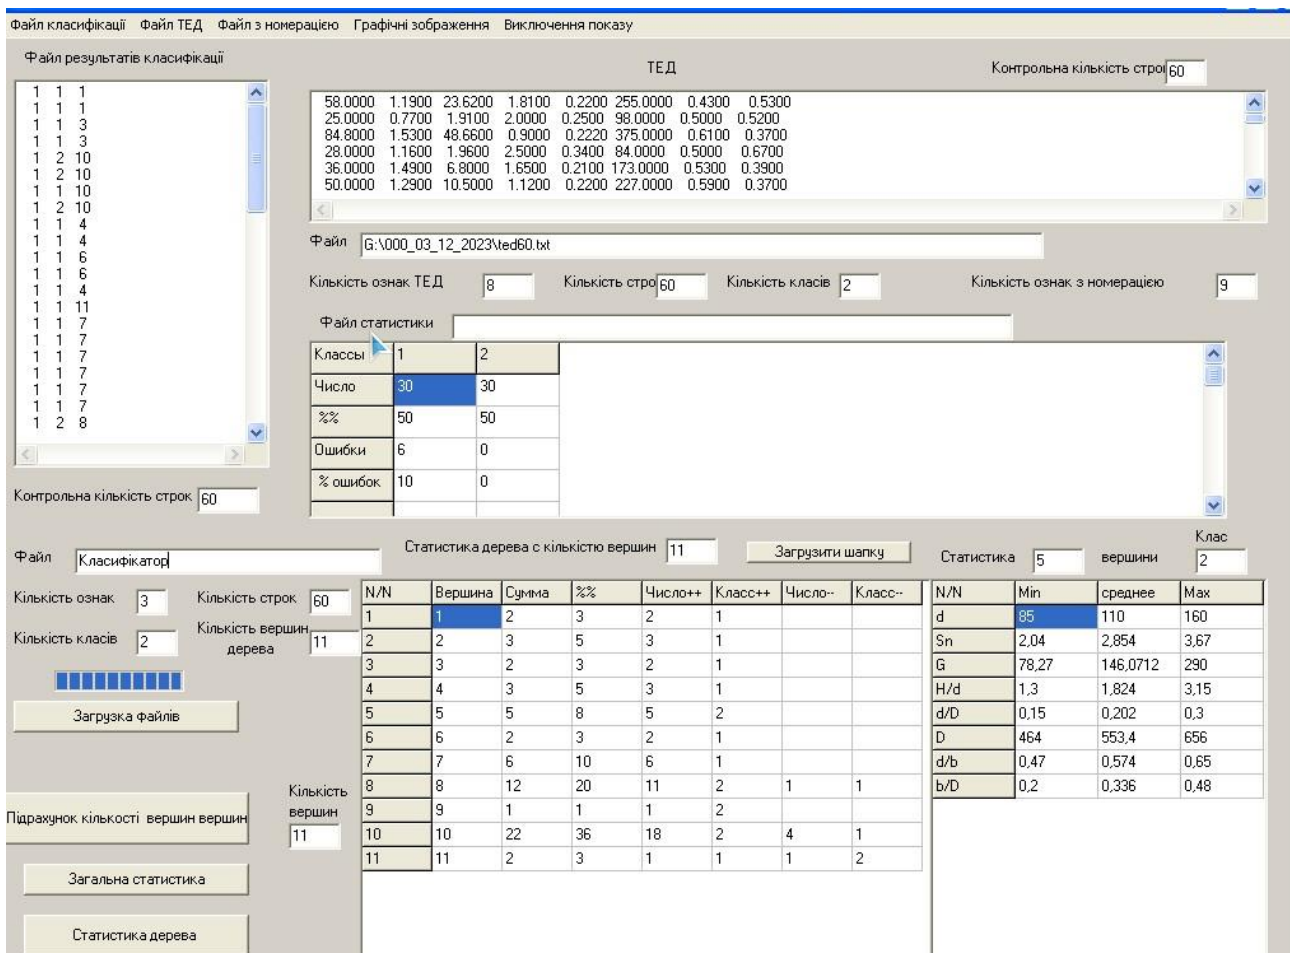 Файл класифікації Файл ТЕД Файл з номерацією Графічні зображення Виключення показу
Файл результатів класифікації
ТЕД
Контрольна кількість строк 60
1 1 1
1 1 1
1 1 3
1 1 3
1 2 10
1 2 10
1 1 10
1 2 10
1 1 4
1 1 4
1 1 6
1 1 6
1 1 4
1 1 11
1 1 7
1 1 7
1 1 7
1 1 7
1 1 7
1 1 7
1 2 8
58.0000 1.1900 23.6200 1.8100 0.2200 255.0000 0.4300 0.5300
25.0000 0.7700 1.9100 2.0000 0.2500 98.0000 0.5000 0.5200
84.8000 1.5300 48.6600 0.9000 0.2220 375.0000 0.6100 0.3700
28.0000 1.1600 1.9600 2.5000 0.3400 84.0000 0.5000 0.6700
36.0000 1.4900 6.8000 1.6500 0.2100 173.0000 0.5300 0.3900
50.0000 1.2900 10.5000 1.1200 0.2200 227.0000 0.5900 0.3700
Файл G:\000_03_12_2023\ted60.txt
Кількість ознак ТЕД 8 Кількість стро 60 Кількість класів 2 Кількість ознак з номерацією 9
Файл статистики
Классы 1 2
Число 30 30
%% 50 50
Ошибки 6 0
% ошибок 10 0
Контрольна кількість строк 60
Файл Класифікатор
Кількість ознак 3 Кількість строк 60
Кількість класів 2 Кількість вершин дерева 11
Загрузка файлів
Підрахунок кількості вершин вершин
Кількість вершин
11
Загальна статистика
Статистика дерева
Статистика дерева с кількістю вершин 11 Загрузити шапку
N/N Вершина Сумма %% Число++ Класс++ Число-- Класс--
1 1 2 3 2 1
2 2 3 5 3 1
3 3 2 3 2 1
4 4 3 5 3 1
5 5 5 8 5 2
6 6 2 3 2 1
7 7 6 10 6 1
8 8 12 20 11 2 1 1
9 9 1 1 1 2
10 10 22 36 18 2 4 1
11 11 2 3 1 1 1 2
Клас
Статистика 5 вершини 2
N/N Min среднее Max
d 85 110 160
Sn 2,04 2,854 3,67
G 78,27 146,0712 290
H/d 1,3 1,824 3,15
d/D 0,15 0,202 0,3
D 464 553,4 656
d/b 0,47 0,574 0,65
b/D 0,2 0,336 0,48